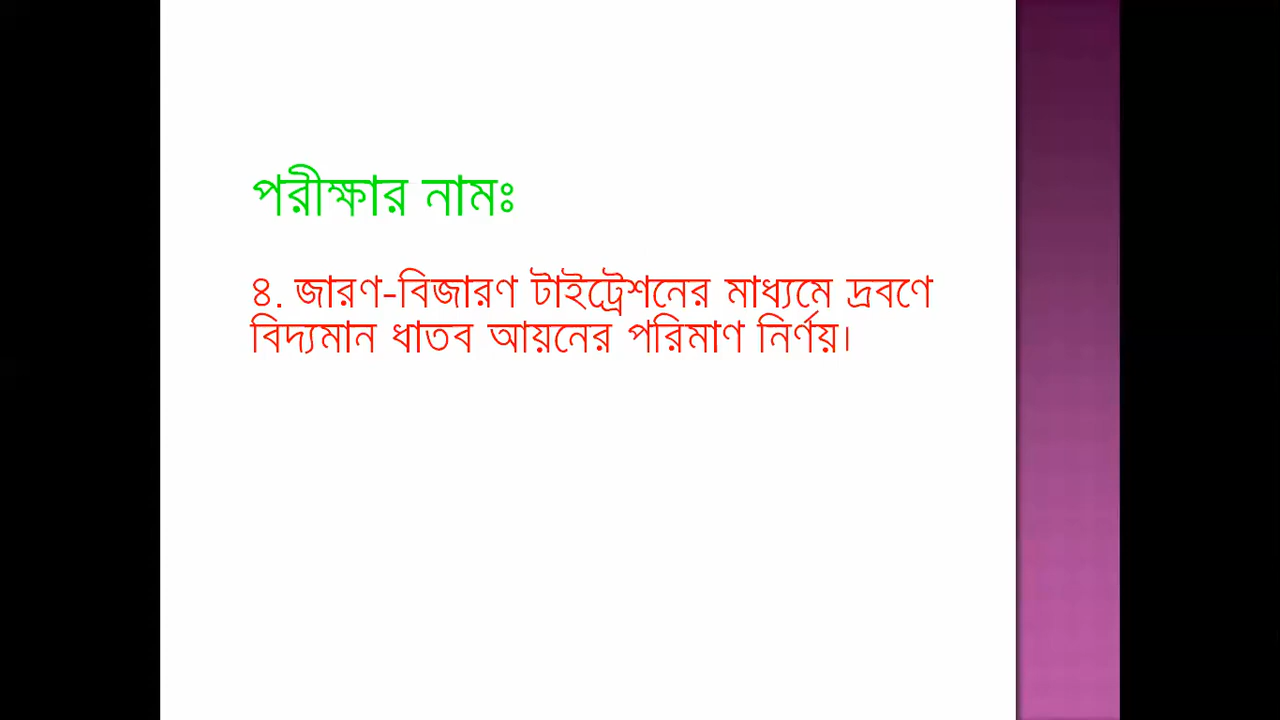 পরীক্ষার নামঃ
৪. জারণ-বিজারণ টাইট্রেশনের মাধ্যমে দ্রবণে
বিদ্যমান ধাতব আয়নের পরিমাণ নির্ণয়।